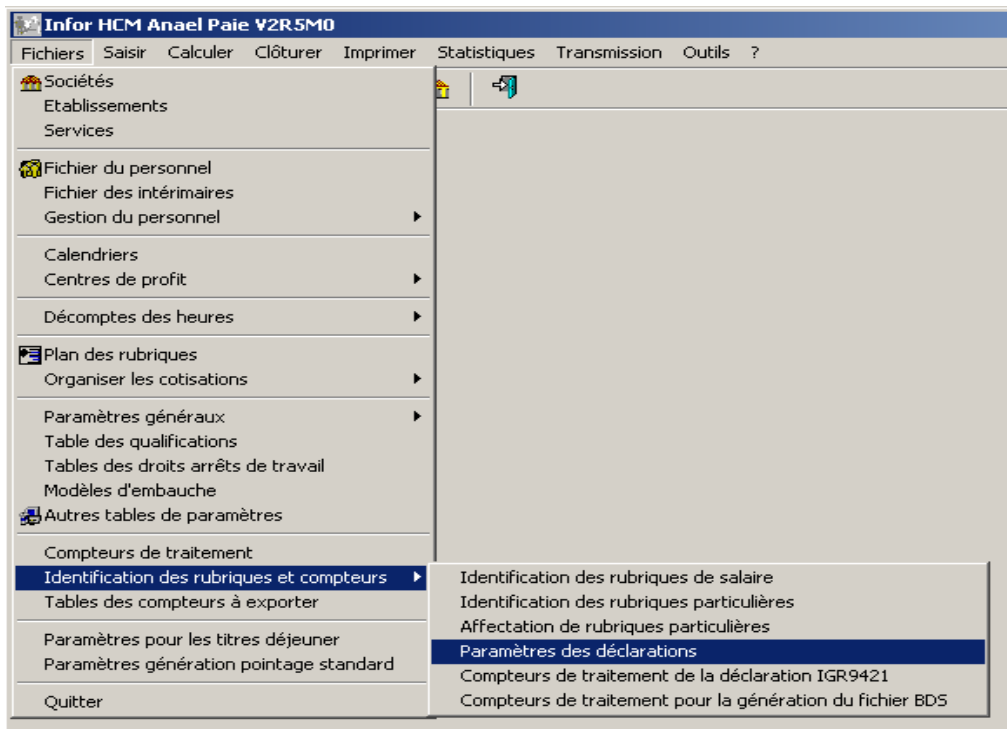 Infor HCM Anael Paie V2R5M0
Fichiers Saisir Calculer Clôturer Imprimer Statistiques Transmission Outils ?
Sociétés
Etablissements
Services
Fichier du personnel
Fichier des intérimaires
Gestion du personnel
Calendriers
Centres de profit
Décomptes des heures
Plan des rubriques
Organiser les cotisations
Paramètres généraux
Table des qualifications
Tables des droits arrêts de travail
Modèles d'embauche
Autres tables de paramètres
Compteurs de traitement
Identification des rubriques et compteurs
Tables des compteurs à exporter
Paramètres pour les titres déjeuner
Paramètres génération pointage standard
Quitter
Identification des rubriques de salaire
Identification des rubriques particulières
Affectation de rubriques particulières
Paramètres des déclarations
Compteurs de traitement de la déclaration IGR9421
Compteurs de traitement pour la génération du fichier BDS